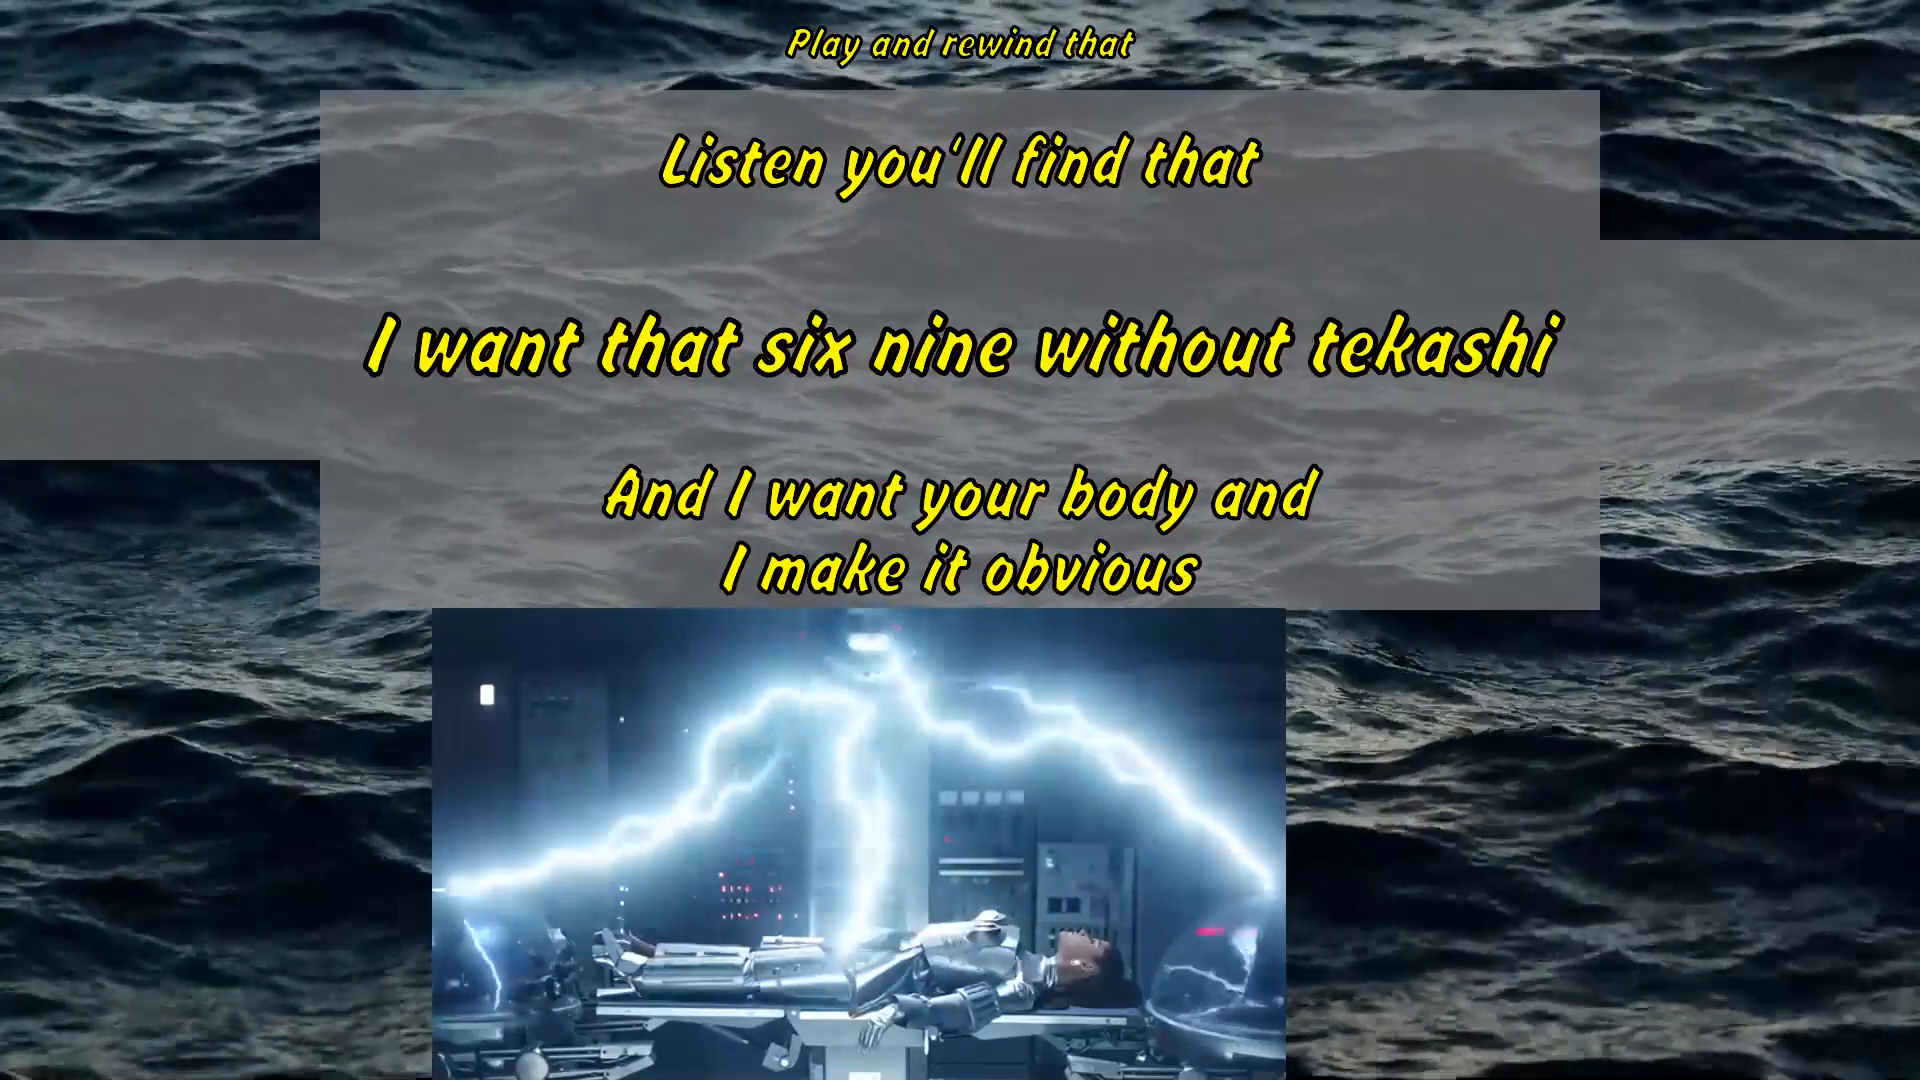 Play and rewind that
Listen you'll find that
I want that six nine without tekashi
And I want your body and
I make it obvious